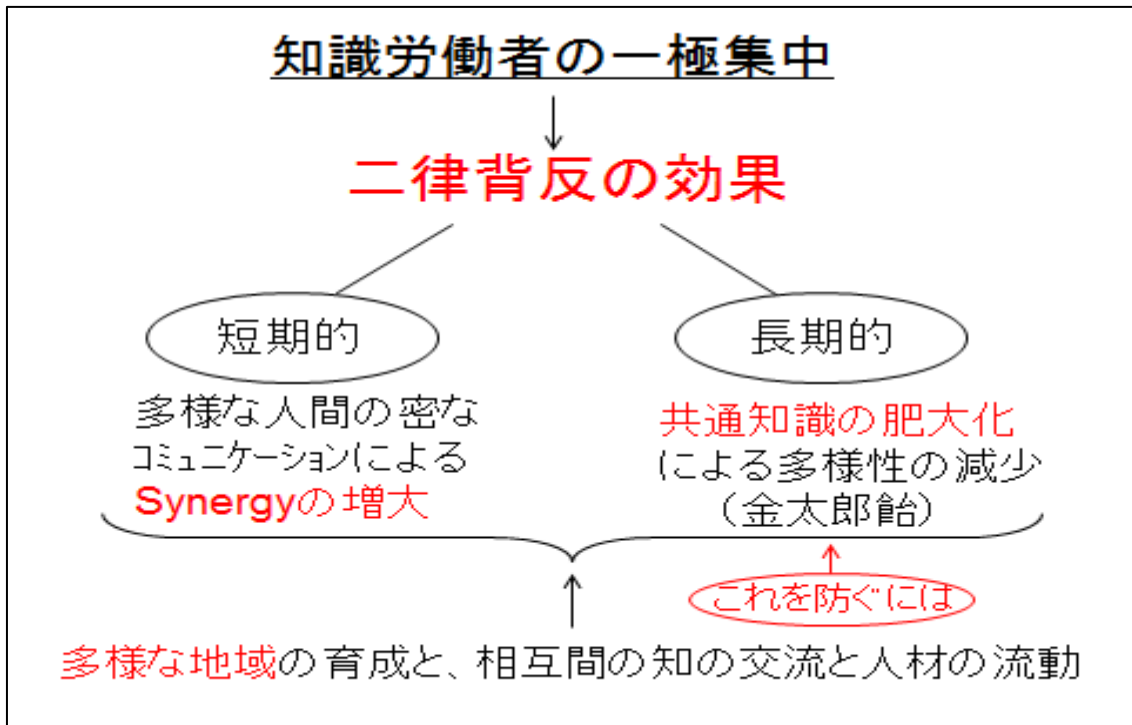 知識労働者の一極集中
二律背反の効果
短期的
多様な人間の密な
コミュニケーションによる
Synergyの増大
長期的
共通知識の肥大化
による多様性の減少
（金太郎飴）
これを防ぐには
多様な地域の育成と、相互間の知の交流と人材の流動